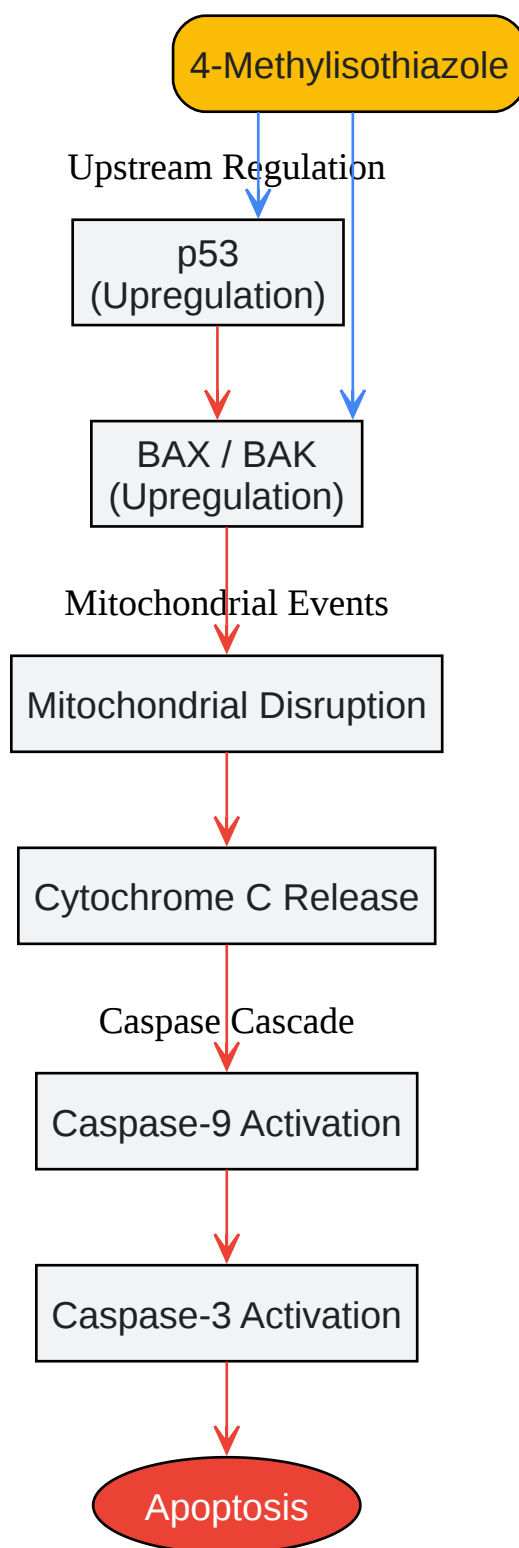 4-Methylisothiazole
Upstream Regulation
p53
(Upregulation)
BAX / BAK
(Upregulation)
Mitochondrial Events
Mitochondrial Disruption
Cytochrome C Release
Caspase Cascade
Caspase-9 Activation
Caspase-3 Activation
Apoptosis